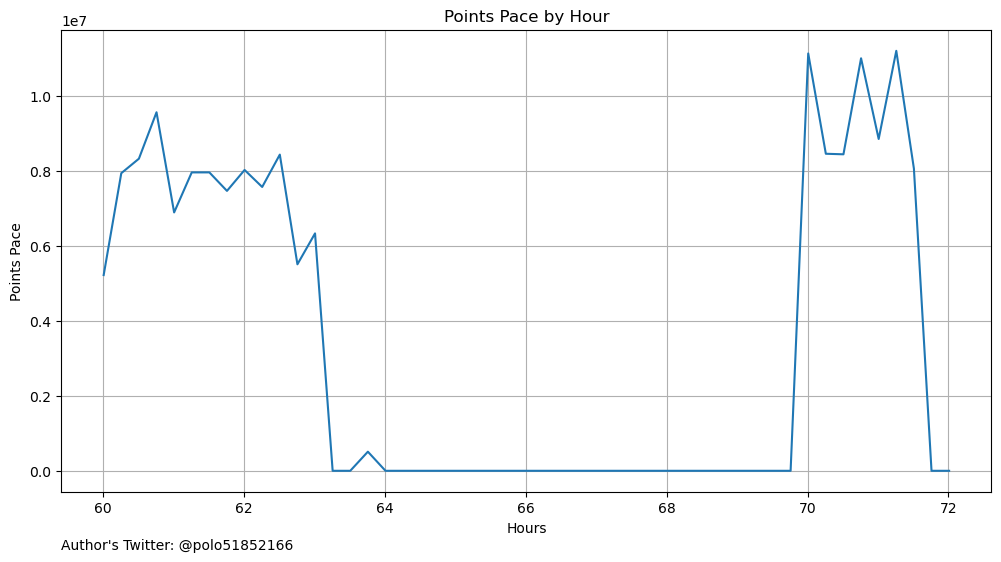 Points Pace by Hour
1e7
1.0
0.8
0.6
0.4
0.2
0.0
Points Pace
60 62 64 66 68 70 72
Hours
Author's Twitter: @polo51852166